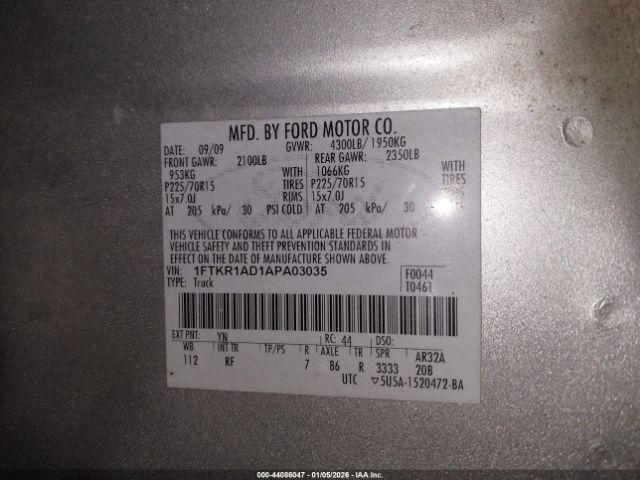 MFD. BY FORD MOTOR CO.
DATE: 09/09 GVWR: 4300LB/ 1950KG
FRONT GAWR: 2100LB REAR GAWR: 2350LB
953KG WITH 1066KG WITH
P225/70R15 TIRES P225/70R15 TIRES
15x7.0J RIMS 15x7.0J RIMS
AT 205 kPa/ 30 PSI COLD AT 205 kPa/ 30
THIS VEHICLE CONFORMS TO ALL APPLICABLE FEDERAL MOTOR
VEHICLE SAFETY AND THEFT PREVENTION STANDARDS IN
EFFECT ON THE DATE OF MANUFACTURE SHOWN ABOVE.
VIN: 1FTKR1AD1APA03035 F0044
TYPE: Truck T0461
EXT PNT: YN RC: 44 DSO:
WB INT TR TP/PS R AXLE TR SPR AR32A
112 RF 7 86 R 3333 20B
UTC ▽5U5A-1520472-BA
000-44086047 | 01/05/2026 - IAA Inc.